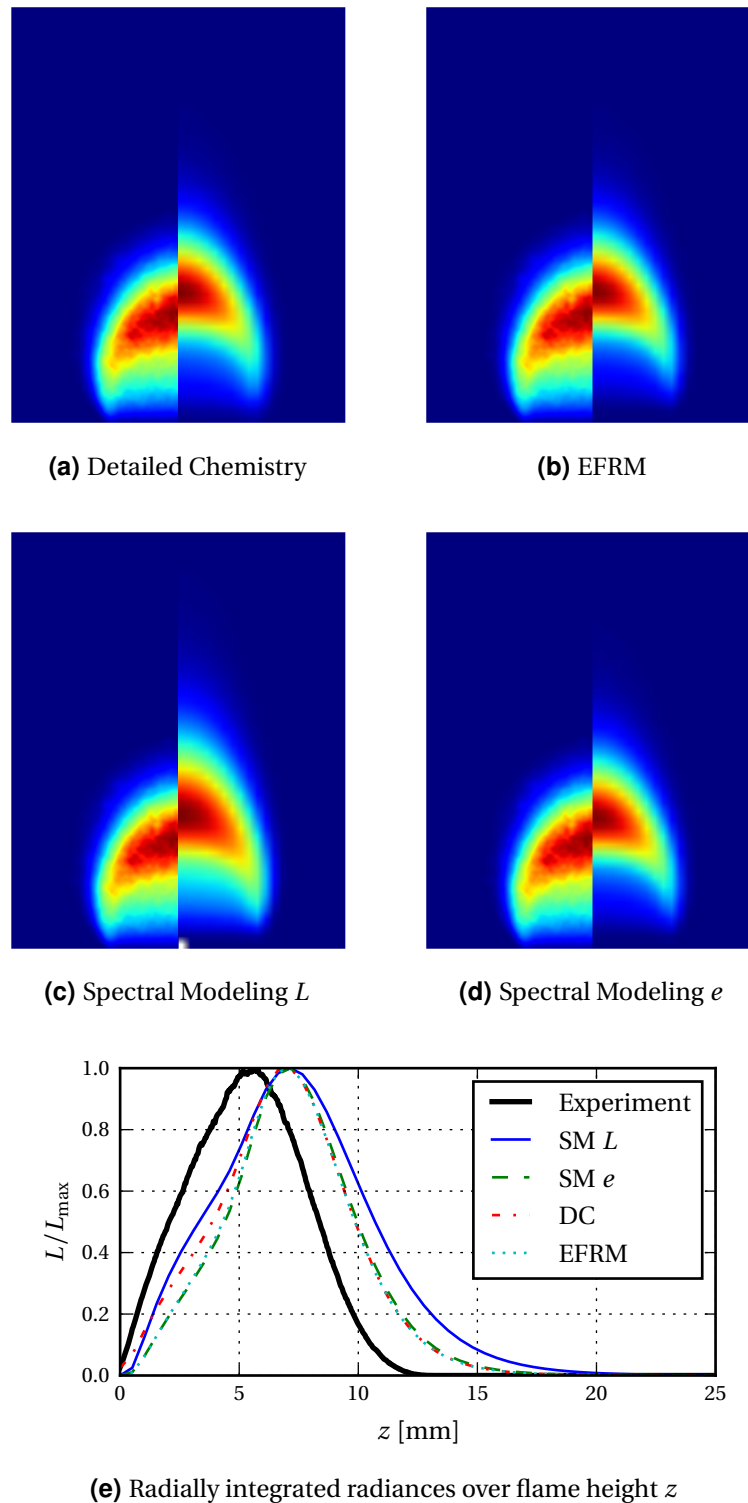 (a) Detailed Chemistry
(b) EFRM
(c) Spectral Modeling L
(d) Spectral Modeling e
1.0
0.8
0.6
0.4
0.2
0.0
L/Lmax
Experiment
SM L
SM e
DC
EFRM
0 5 10 15 20 25
z [mm]
(e) Radially integrated radiances over flame height z